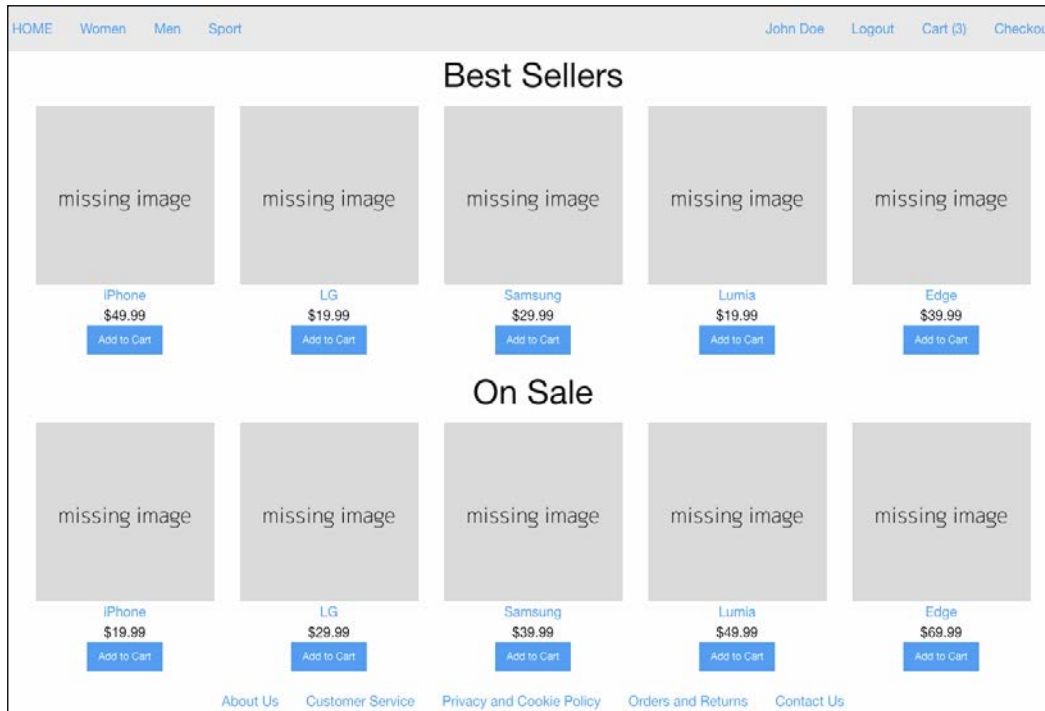 HOME Women Men Sport John Doe Logout Cart (3) Checkou
Best Sellers
missing image missing image missing image missing image missing image
iPhone LG Samsung Lumia Edge
$49.99 $19.99 $29.99 $19.99 $39.99
Add to Cart Add to Cart Add to Cart Add to Cart Add to Cart
On Sale
missing image missing image missing image missing image missing image
iPhone LG Samsung Lumia Edge
$19.99 $29.99 $39.99 $49.99 $69.99
Add to Cart Add to Cart Add to Cart Add to Cart Add to Cart
About Us Customer Service Privacy and Cookie Policy Orders and Returns Contact Us